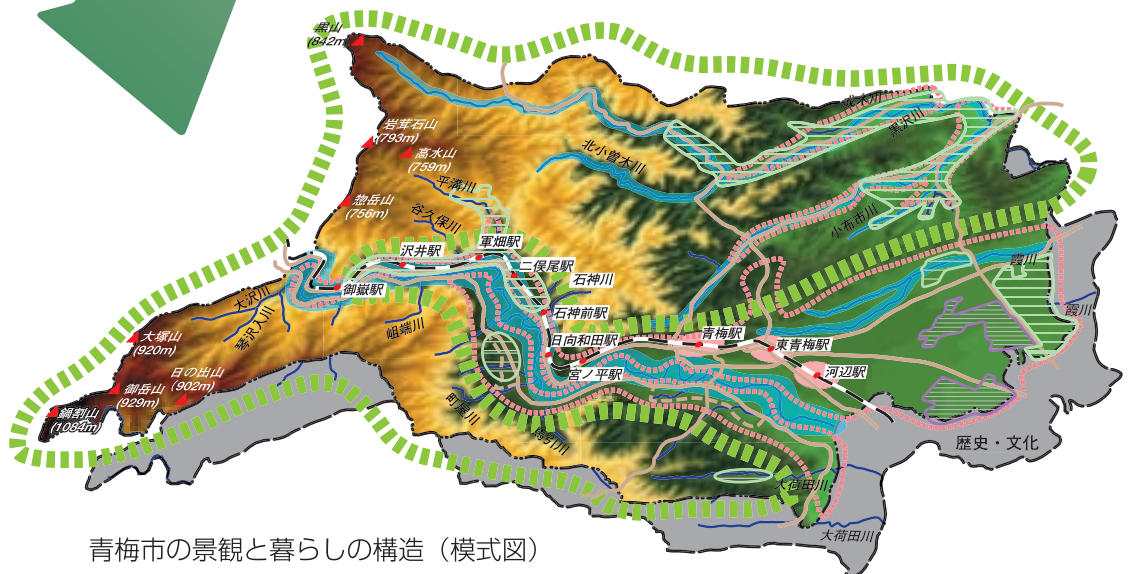 黒山
(842m)
岩茸石山
(793m)
高水山
(759m)
惣岳山
(756m)
平溝川
谷久保川
北小曽木川
黒沢川
小布市川
霞川
霞川
沢井駅
軍畑駅
二俣尾駅
石神川
御嶽駅
石神前駅
大沢川
琴沢入川
岨端川
日向和田駅
青梅駅
東青梅駅
宮ノ平駅
河辺駅
大塚山
(920m)
日の出山
(902m)
御岳山
(929m)
鍋割山
(1084m)
町屋川
馬引川
歴史・文化
大荷田川
大荷田川
青梅市の景観と暮らしの構造（模式図）